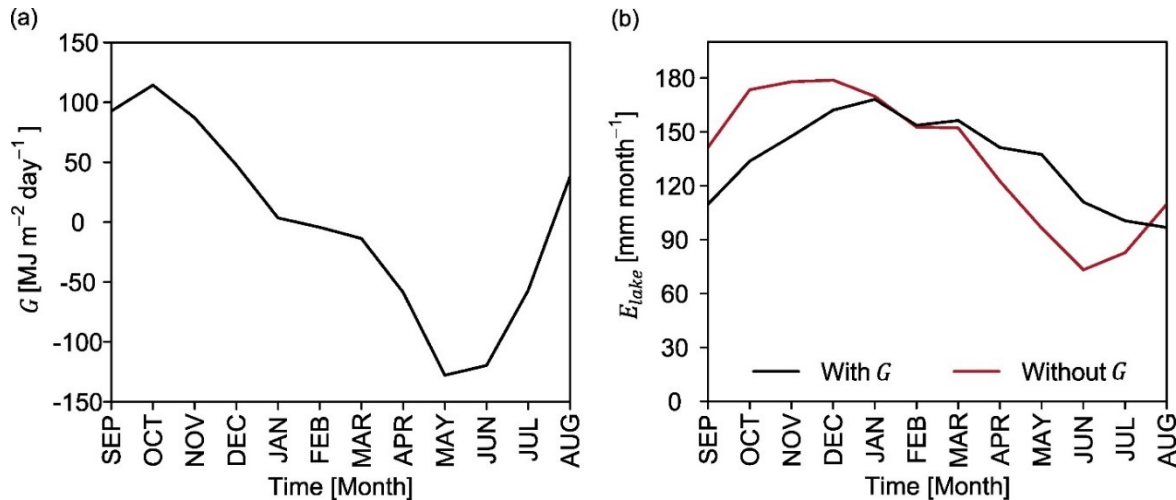 (a)
150
100
50
0
-50
-100
-150
G [MJ m⁻² day⁻¹]
SEP
OCT
NOV
DEC
JAN
FEB
MAR
APR
MAY
JUN
JUL
AUG
Time [Month]
(b)
180
150
120
90
60
30
0
E_lake [mm month⁻¹]
With G
Without G
SEP
OCT
NOV
DEC
JAN
FEB
MAR
APR
MAY
JUN
JUL
AUG
Time [Month]